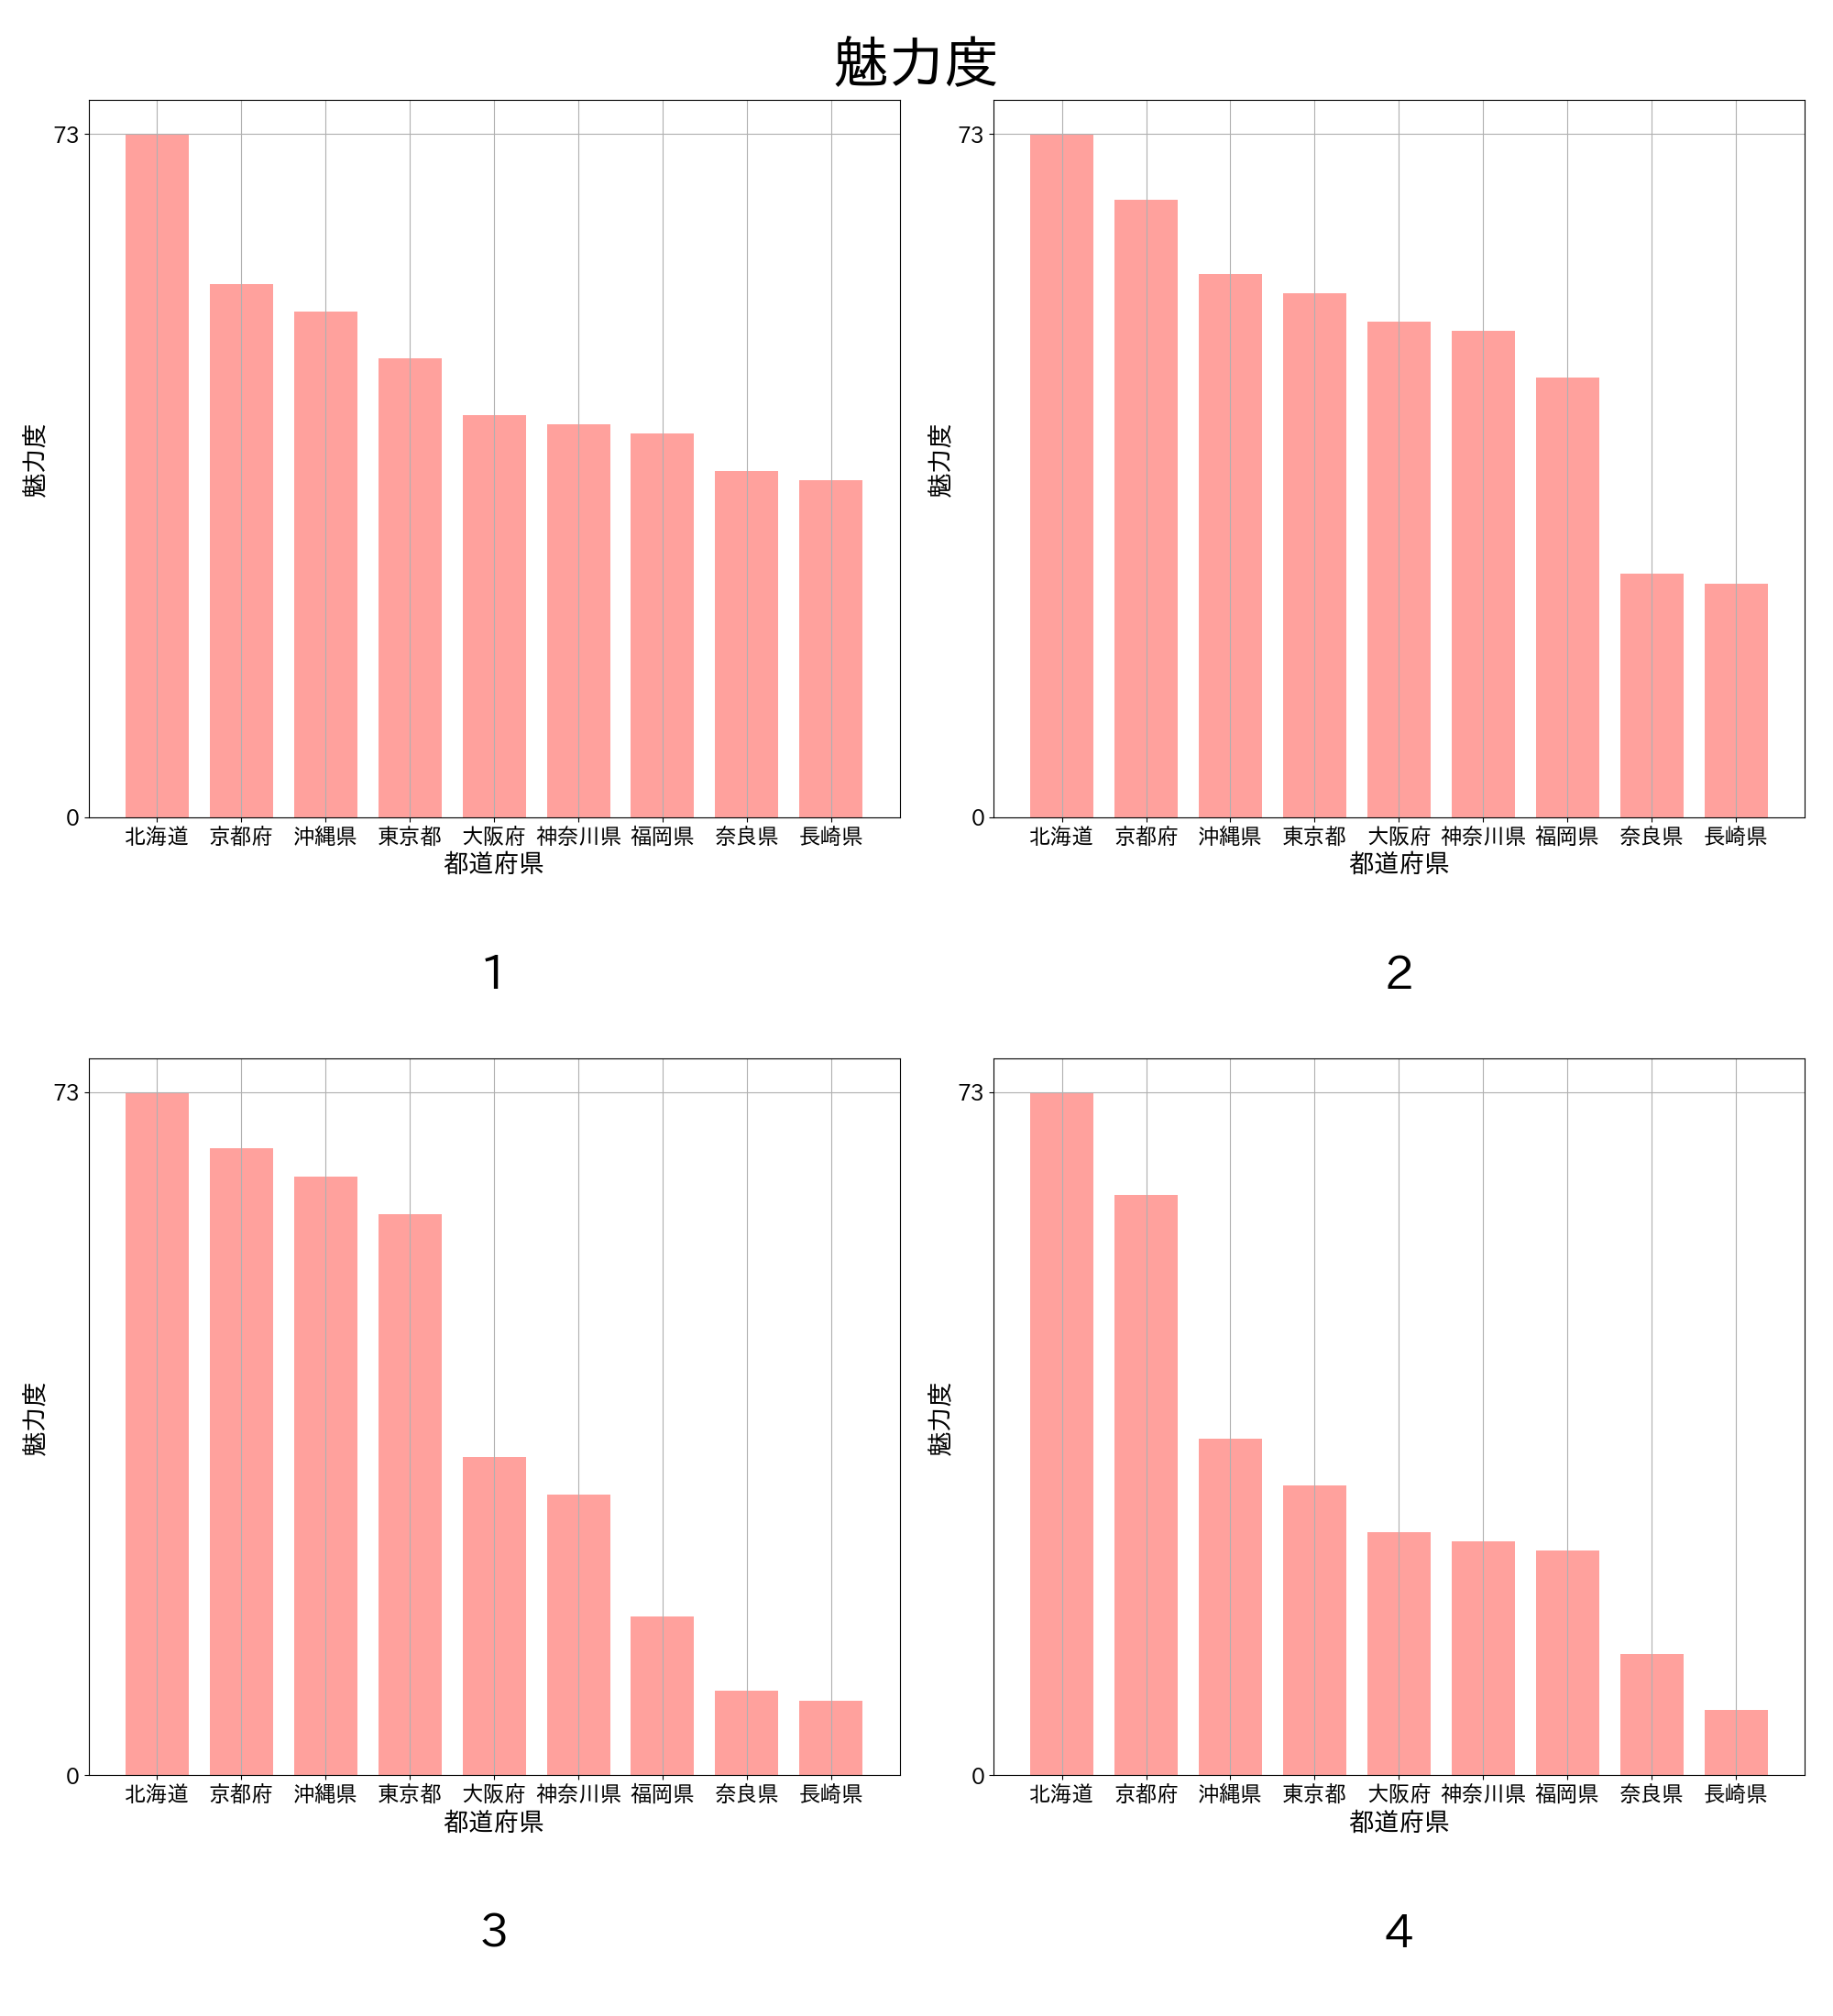 魅力度
73
魅力度
0
北海道 京都府 沖縄県 東京都 大阪府 神奈川県 福岡県 奈良県 長崎県
都道府県
1
73
魅力度
0
北海道 京都府 沖縄県 東京都 大阪府 神奈川県 福岡県 奈良県 長崎県
都道府県
2
73
魅力度
0
北海道 京都府 沖縄県 東京都 大阪府 神奈川県 福岡県 奈良県 長崎県
都道府県
3
73
魅力度
0
北海道 京都府 沖縄県 東京都 大阪府 神奈川県 福岡県 奈良県 長崎県
都道府県
4